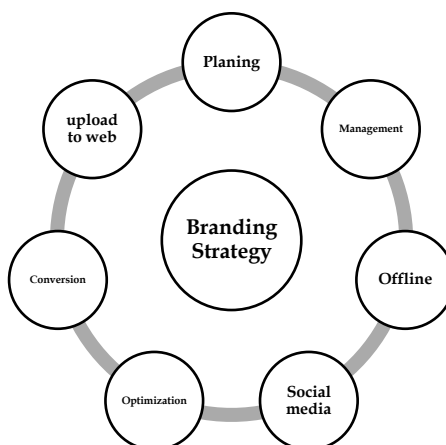 Planing
Management
Offline
Social
media
Optimization
Conversion
upload
to web
Branding
Strategy